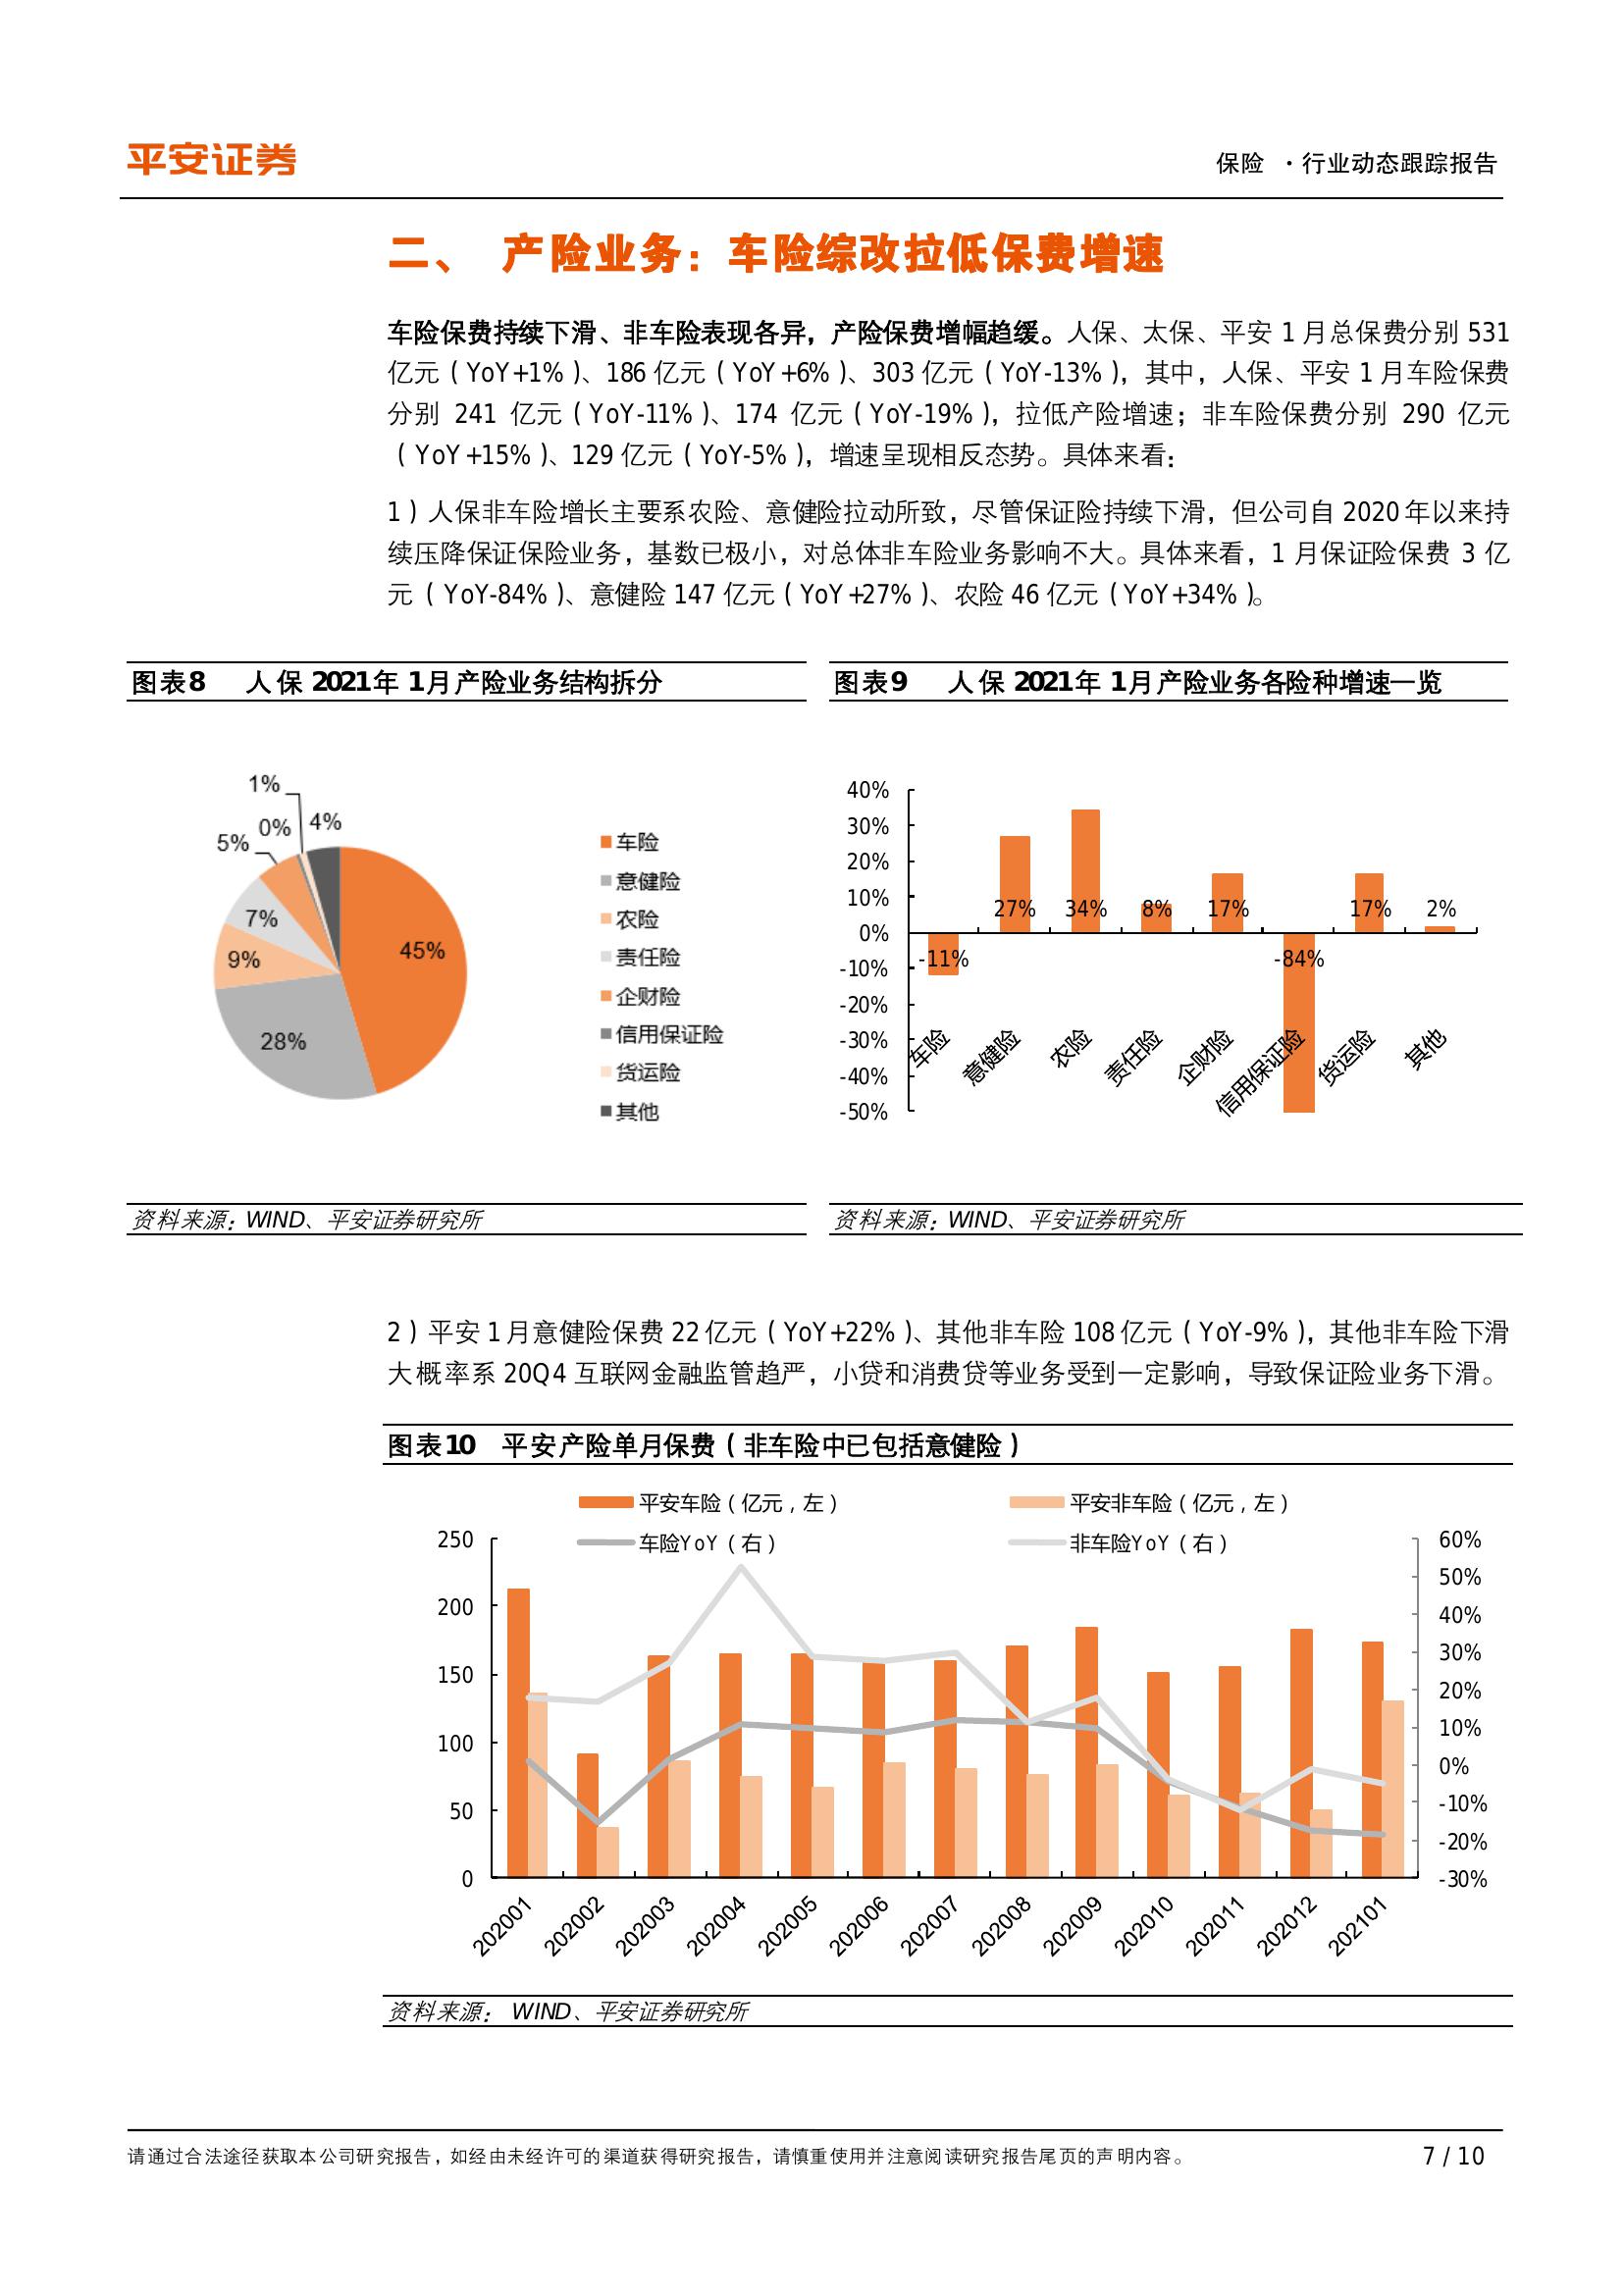 平安证券
保险 ·行业动态跟踪报告
二、 产险业务：车险综改拉低保费增速
车险保费持续下滑、非车险表现各异，产险保费增幅趋缓。人保、太保、平安 1 月总保费分别 531
亿元（YoY+1%）、186 亿元（YoY+6%）、303 亿元（YoY-13%），其中，人保、平安 1 月车险保费
分别 241 亿元（YoY-11%）、174 亿元（YoY-19%），拉低产险增速；非车险保费分别 290 亿元
（YoY+15%）、129 亿元（YoY-5%），增速呈现相反态势。具体来看：
1）人保非车险增长主要系农险、意健险拉动所致，尽管保证险持续下滑，但公司自 2020 年以来持
续压降保证保险业务，基数已极小，对总体非车险业务影响不大。具体来看，1 月保证险保费 3 亿
元（YoY-84%）、意健险 147 亿元（YoY+27%）、农险 46 亿元（YoY+34%）。
图表8 人保 2021年 1月产险业务结构拆分
1%
0%
4%
5%
7%
9%
45%
28%
车险
意健险
农险
责任险
企财险
信用保证险
货运险
其他
资料来源：WIND、平安证券研究所
图表9 人保 2021年 1月产险业务各险种增速一览
40%
30%
20%
10%
0%
-10%
-20%
-30%
-40%
-50%
-11%
27%
34%
8%
17%
-84%
17%
2%
车险
意健险
农险
责任险
企财险
信用保证险
货运险
其他
资料来源：WIND、平安证券研究所
2）平安 1 月意健险保费 22 亿元（YoY+22%）、其他非车险 108 亿元（YoY-9%），其他非车险下滑
大概率系 20Q4 互联网金融监管趋严，小贷和消费贷等业务受到一定影响，导致保证险业务下滑。
图表10 平安产险单月保费（非车险中已包括意健险）
平安车险（亿元，左）
平安非车险（亿元，左）
车险YoY（右）
非车险YoY（右）
250
200
150
100
50
0
60%
50%
40%
30%
20%
10%
0%
-10%
-20%
-30%
202001
202002
202003
202004
202005
202006
202007
202008
202009
202010
202011
202012
202101
资料来源： WIND、平安证券研究所
请通过合法途径获取本公司研究报告，如经由未经许可的渠道获得研究报告，请慎重使用并注意阅读研究报告尾页的声明内容。
7 / 10